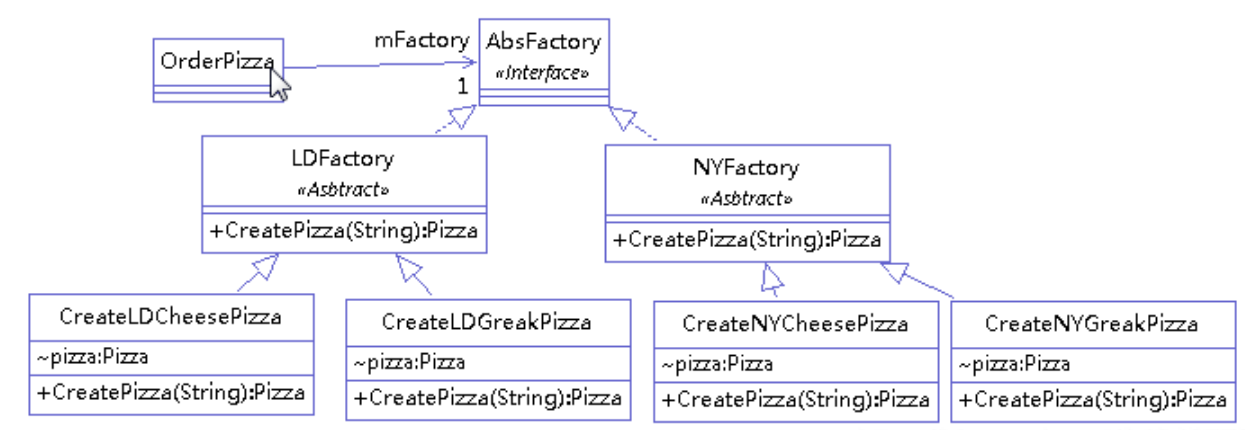 OrderPizza
mFactory
1
AbsFactory
«Interface»
LDFactory
«Asbtract»
+CreatePizza(String):Pizza
NYFactory
«Asbtract»
+CreatePizza(String):Pizza
CreateLDCheesePizza
~pizza:Pizza
+CreatePizza(String):Pizza
CreateLDGreakPizza
~pizza:Pizza
+CreatePizza(String):Pizza
CreateNYCheesePizza
~pizza:Pizza
+CreatePizza(String):Pizza
CreateNYGreakPizza
~pizza:Pizza
+CreatePizza(String):Pizza